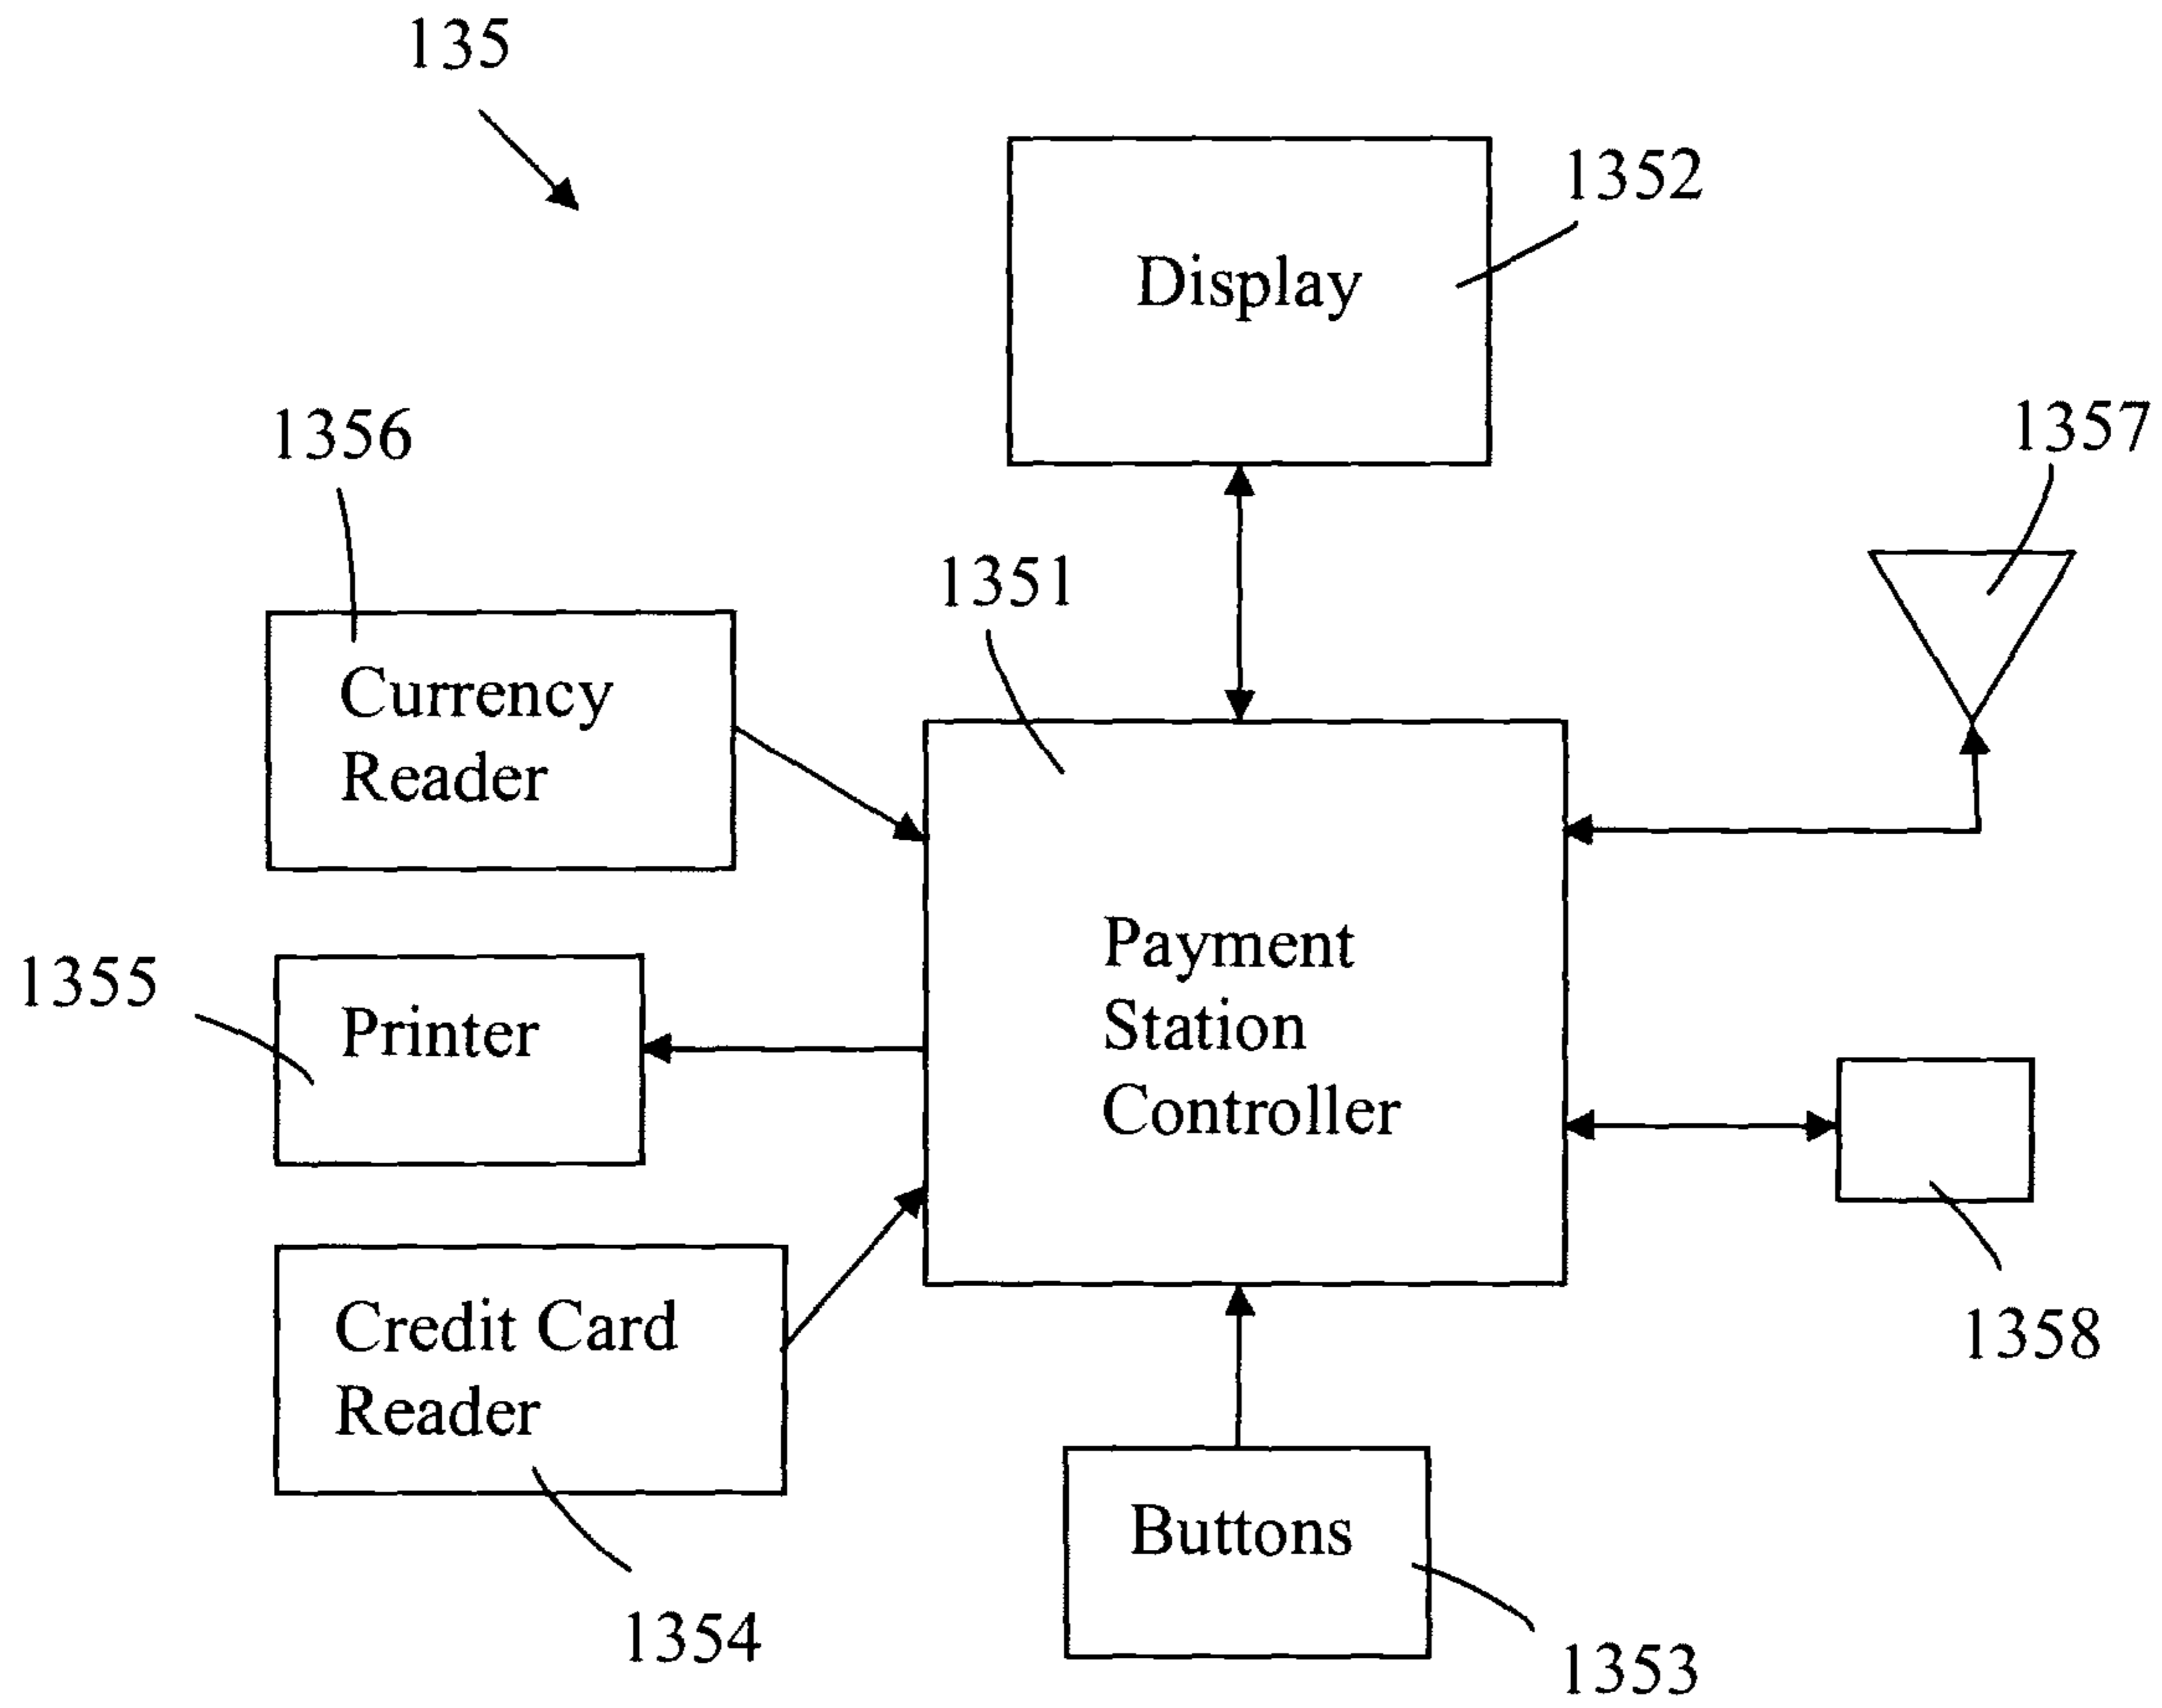 135
1352
Display
1356
1357
1351
Currency
Reader
Payment
Station
Controller
1355
Printer
1358
Credit Card
Reader
Buttons
1354
1353